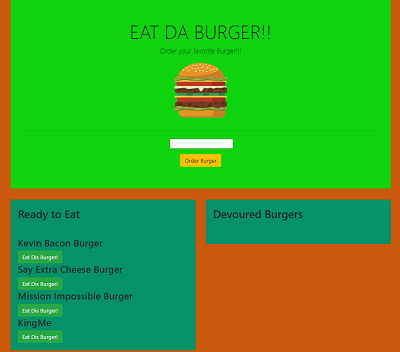 EAT DA BURGER!!
Order your favorite Burger!!!
Order Burger
Ready to Eat
Devoured Burgers
Kevin Bacon Burger
Eat Dis Burger!
Say Extra Cheese Burger
Eat Dis Burger!
Mission Impossible Burger
Eat Dis Burger!
KingMe
Eat Dis Burger!